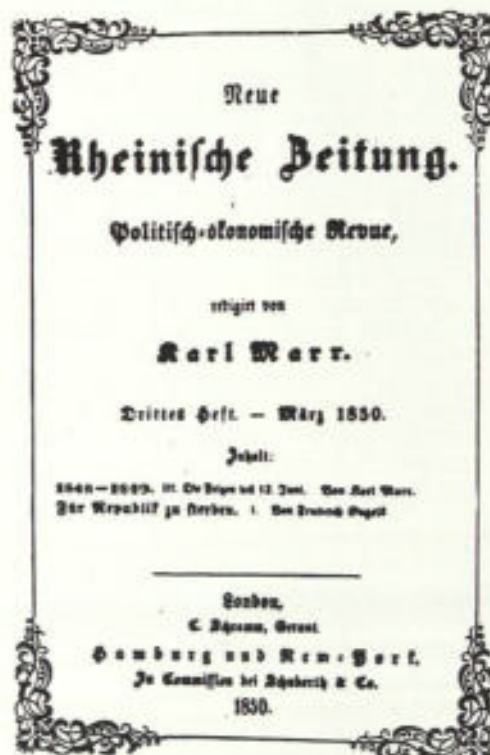 Neue
Rheinische Zeitung.
Politisch-ökonomische Revue,
redigirt von
Karl Marx.
Drittes Heft. — März 1850.
Inhalt:
1848—1849. III. Die Folgen des 13. Juni. Von Karl Marx.
Für Republik zu sterben. I. Von Friedrich Engels
London,
C. Schramm, Gerant.
Hamburg und New-York,
In Commission bei Schuberth & Co.
1850.